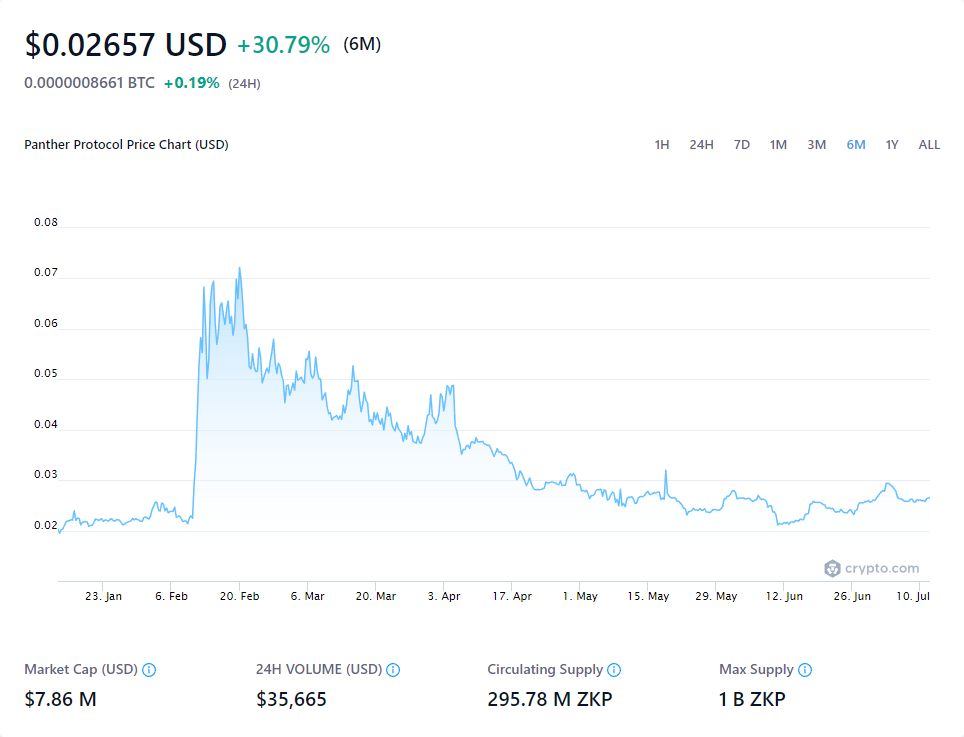 $0.02657 USD +30.79% (6M)
0.0000008661 BTC +0.19% (24H)
Panther Protocol Price Chart (USD) 1H 24H 7D 1M 3M 6M 1Y ALL
0.08
0.07
0.06
0.05
0.04
0.03
0.02
crypto.com
23. Jan 6. Feb 20. Feb 6. Mar 20. Mar 3. Apr 17. Apr 1. May 15. May 29. May 12. Jun 26. Jun 10. Jul
Market Cap (USD) 24H VOLUME (USD) Circulating Supply Max Supply
$7.86 M $35,665 295.78 M ZKP 1 B ZKP